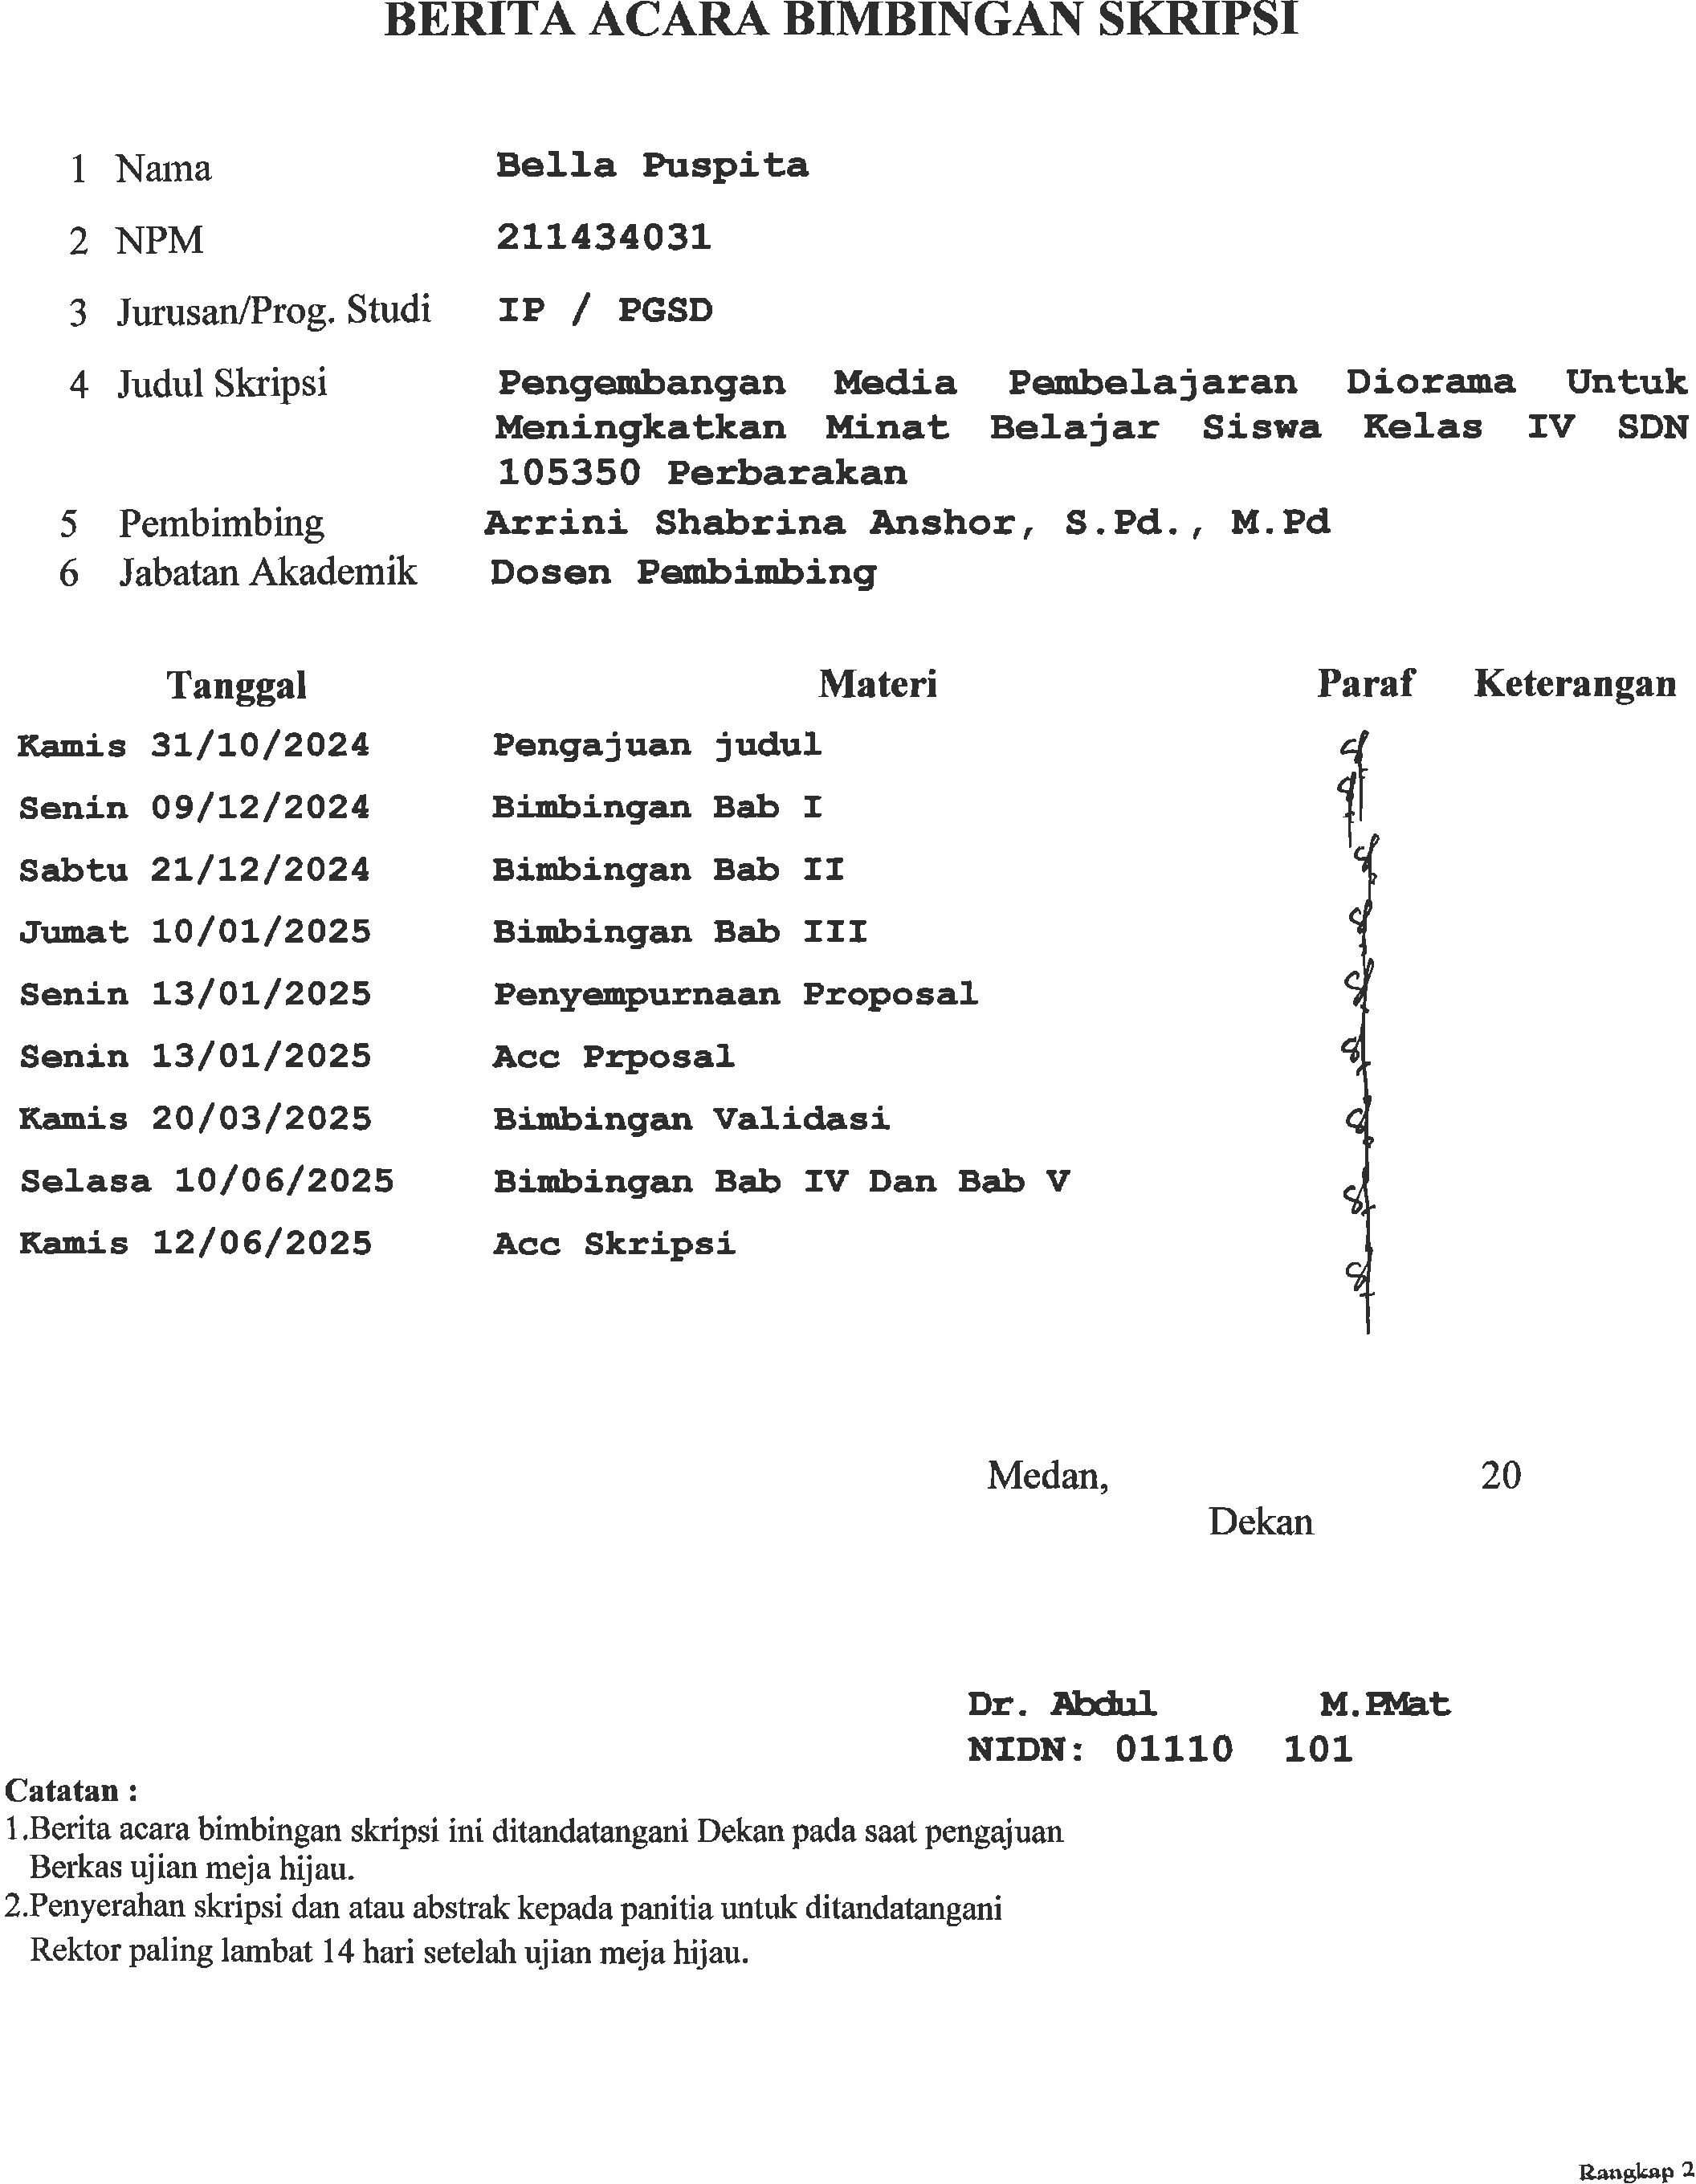 BERITA ACARA BIMBINGAN SKRIPSI
1 Nama Bella Puspita
2 NPM 211434031
3 Jurusan/Prog. Studi IP / PGSD
4 Judul Skripsi Pengembangan Media Pembelajaran Diorama Untuk
Meningkatkan Minat Belajar Siswa Kelas IV SDN
105350 Perbarakan
5 Pembimbing Arrini Shabrina Anshor, S.Pd., M.Pd
6 Jabatan Akademik Dosen Pembimbing
Tanggal Materi Paraf Keterangan
Kamis 31/10/2024 Pengajuan judul
Senin 09/12/2024 Bimbingan Bab I
Sabtu 21/12/2024 Bimbingan Bab II
Jumat 10/01/2025 Bimbingan Bab III
Senin 13/01/2025 Penyempurnaan Proposal
Senin 13/01/2025 Acc Prposal
Kamis 20/03/2025 Bimbingan Validasi
Selasa 10/06/2025 Bimbingan Bab IV Dan Bab V
Kamis 12/06/2025 Acc Skripsi
Medan, 20
Dekan
Dr. Abdul M.PMat
NIDN: 01110 101
Catatan :
1.Berita acara bimbingan skripsi ini ditandatangani Dekan pada saat pengajuan
Berkas ujian meja hijau.
2.Penyerahan skripsi dan atau abstrak kepada panitia untuk ditandatangani
Rektor paling lambat 14 hari setelah ujian meja hijau.
Rangkap 2